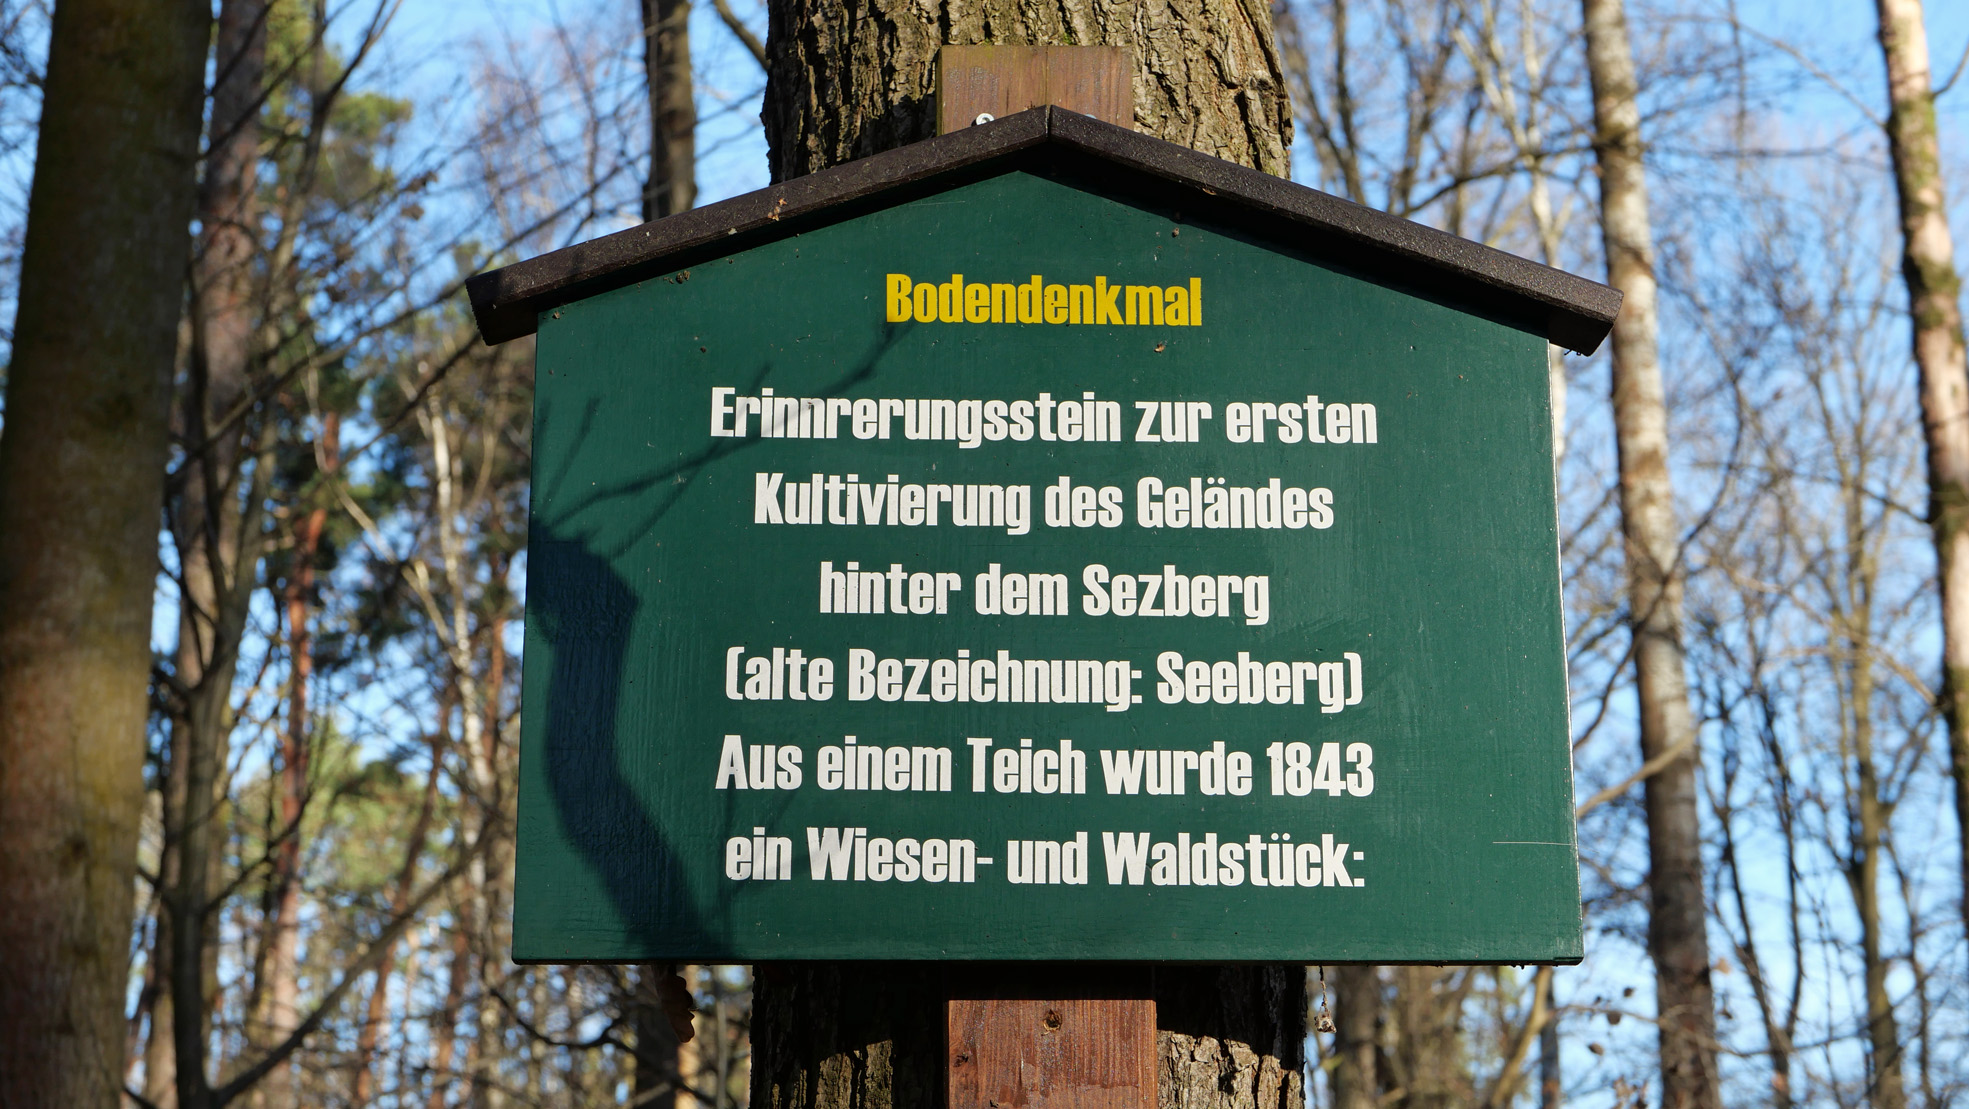 Bodendenkmal
Erinnrerungsstein zur ersten
Kultivierung des Geländes
hinter dem Sezberg
(alte Bezeichnung: Seeberg)
Aus einem Teich wurde 1843
ein Wiesen- und Waldstück: